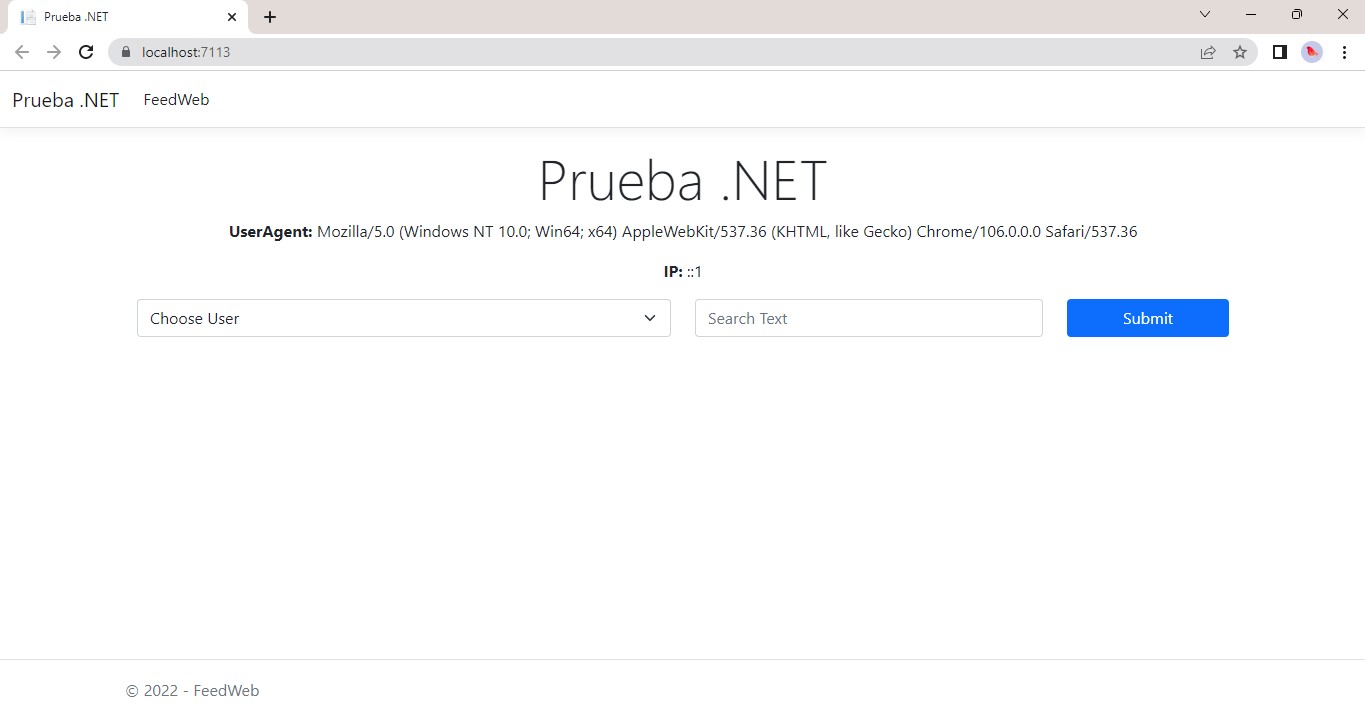 Prueba .NET
localhost:7113
Prueba .NET FeedWeb
Prueba .NET
UserAgent: Mozilla/5.0 (Windows NT 10.0; Win64; x64) AppleWebKit/537.36 (KHTML, like Gecko) Chrome/106.0.0.0 Safari/537.36
IP: ::1
Choose User Search Text Submit
© 2022 - FeedWeb